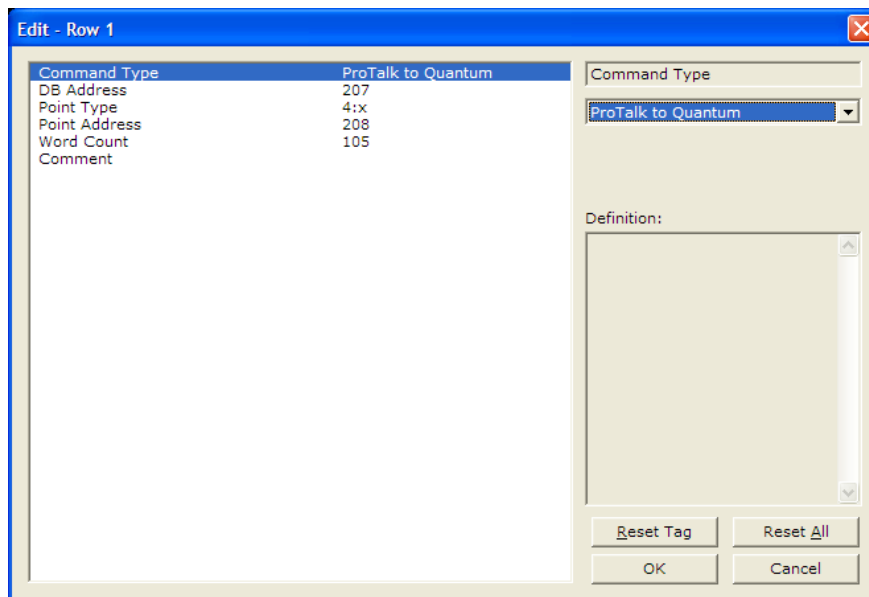 Edit - Row 1
Command Type ProTalk to Quantum
DB Address 207
Point Type 4:x
Point Address 208
Word Count 105
Comment
Command Type
ProTalk to Quantum
Definition:
Reset Tag Reset All
OK Cancel